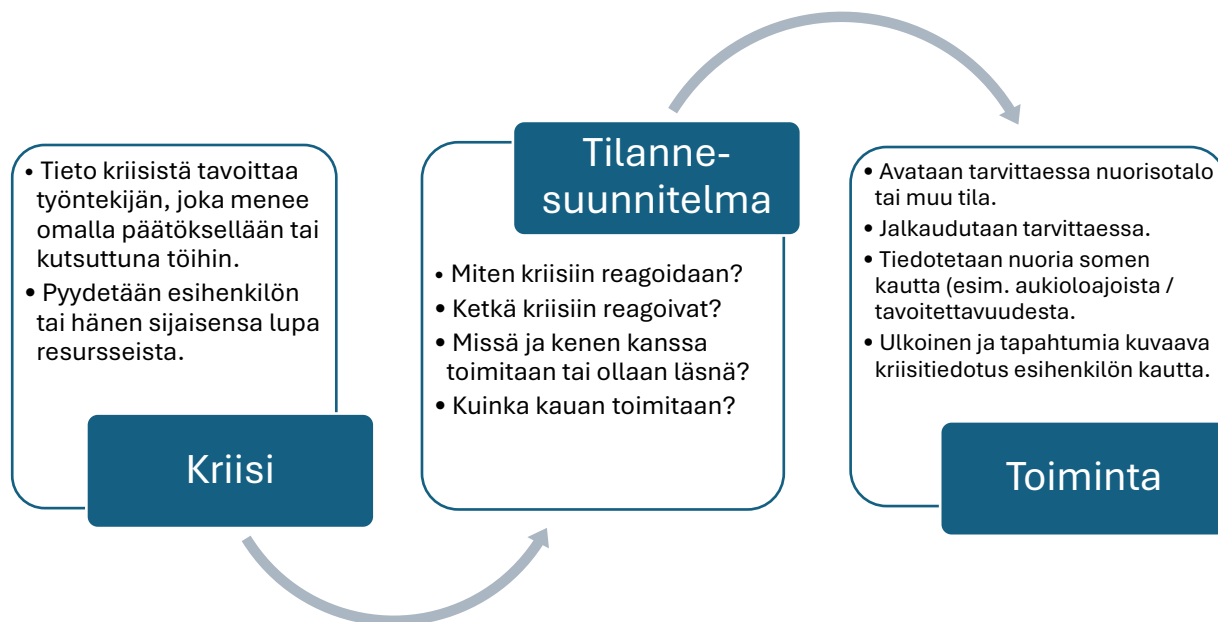 • Tieto kriisistä tavoittaa
työntekijän, joka menee
omalla päätöksellään tai
kutsuttuna töihin.
• Pyydetään esihenkilön
tai hänen sijaisensa lupa
resursseista.
Kriisi
Tilanne-
suunnitelma
• Miten kriisiin reagoidaan?
• Ketkä kriisiin reagoivat?
• Missä ja kenen kanssa
toimitaan tai ollaan läsnä?
• Kuinka kauan toimitaan?
• Avataan tarvittaessa nuorisotalo
tai muu tila.
• Jalkaudutaan tarvittaessa.
• Tiedotetaan nuoria somen
kautta (esim. aukioloajoista /
tavoitettavuudesta.
• Ulkoinen ja tapahtumia kuvaava
kriisitiedotus esihenkilön kautta.
Toiminta